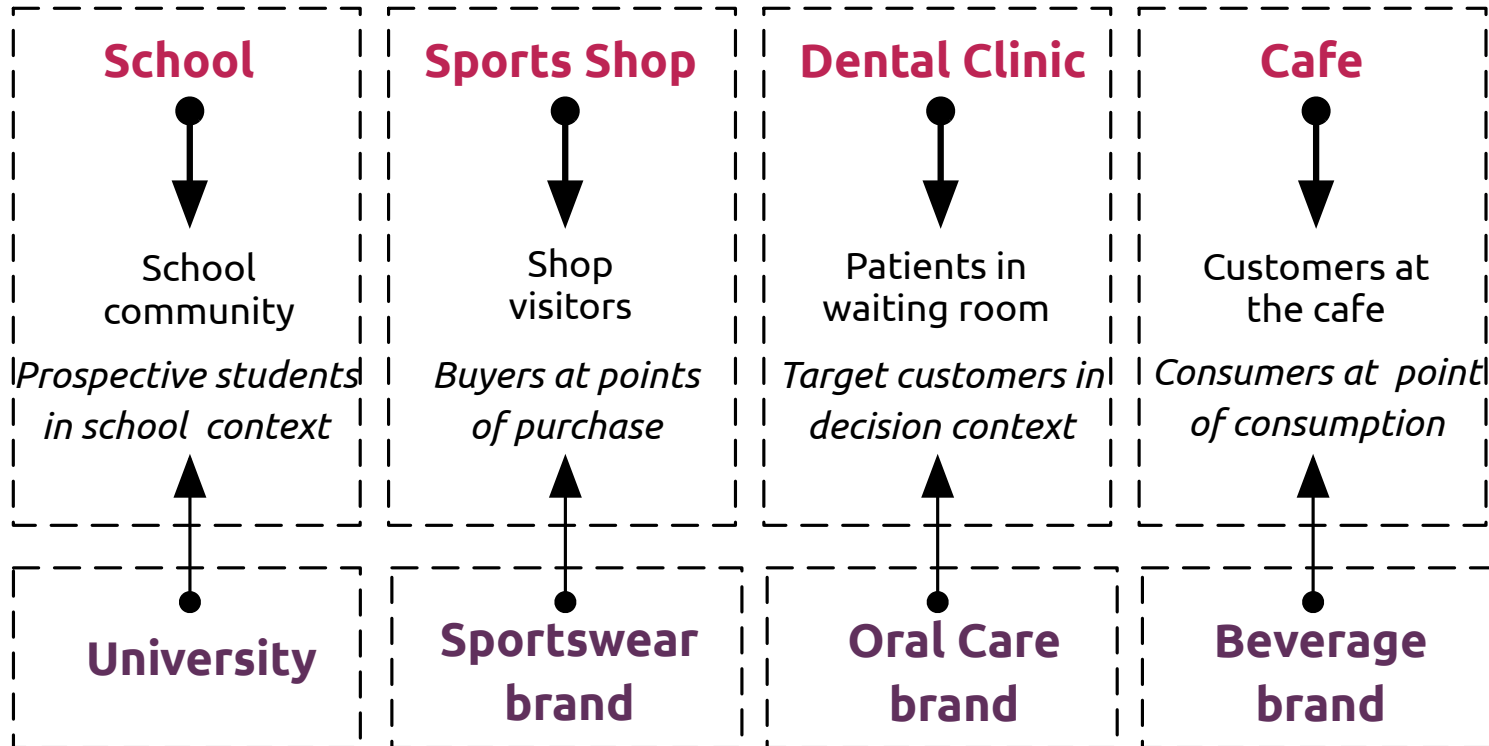 School
School
community
Prospective students
in school context
Sports Shop
Shop
visitors
Buyers at points
of purchase
Dental Clinic
Patients in
waiting room
Target customers in
decision context
Cafe
Customers at
the cafe
Consumers at point
of consumption
University
Sportswear
brand
Oral Care
brand
Beverage
brand